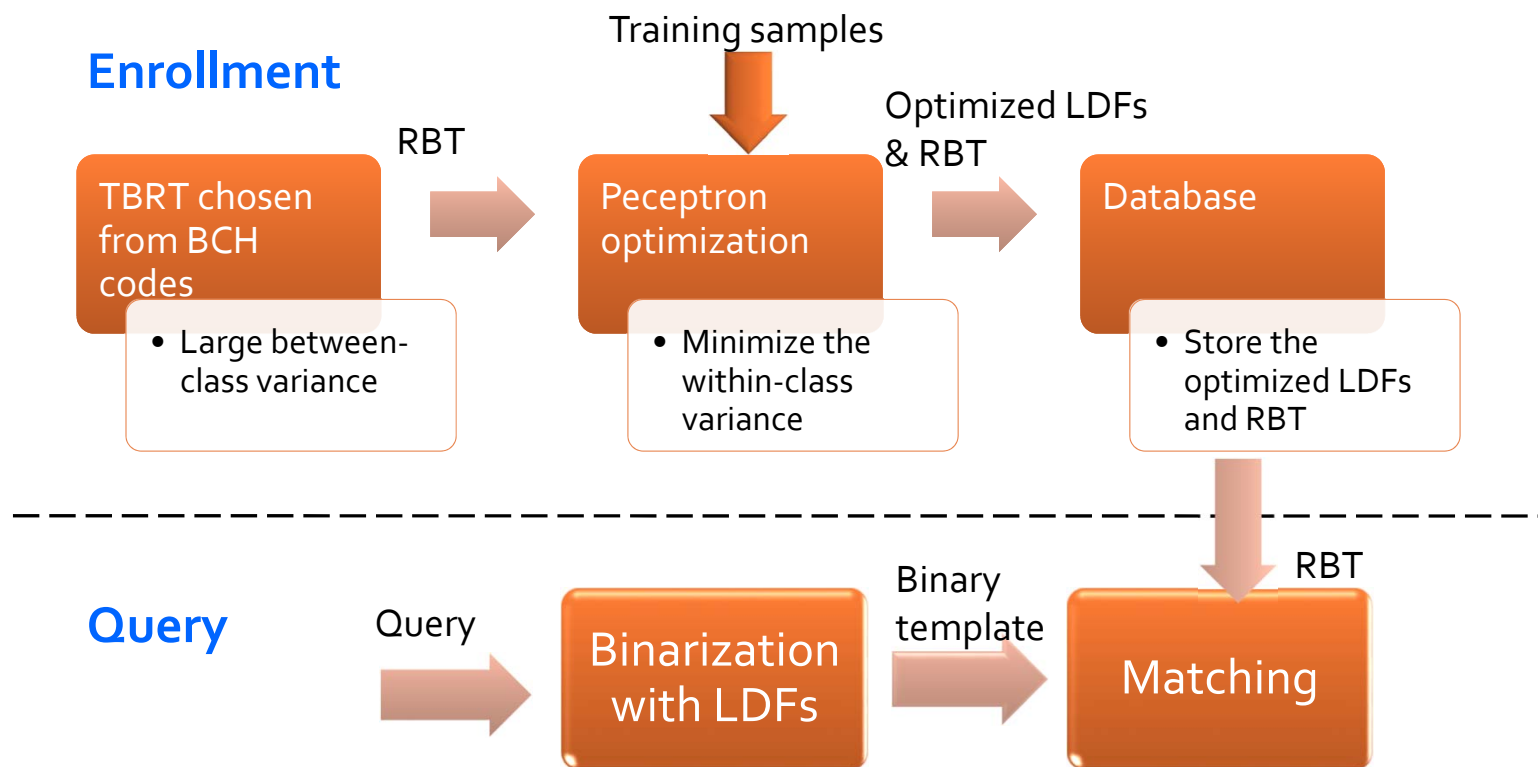 Training samples
Enrollment
RBT
Optimized LDFs
& RBT
TBRT chosen
from BCH
codes
• Large between-
class variance
Peceptron
optimization
• Minimize the
within-class
variance
Database
• Store the
optimized LDFs
and RBT
Query
Query
Binarization
with LDFs
Binary
template
RBT
Matching